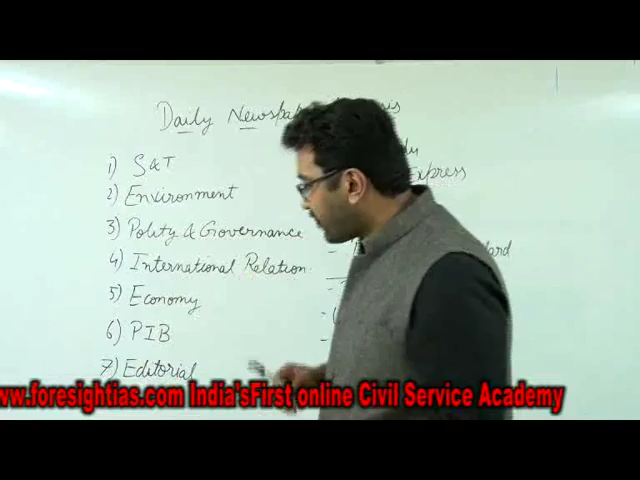 Daily
1) S&T
2) Environment
3) Polity & Governance
4) International Relation
5) Economy
6) PIB
7) Editorial
Express
www.foresightias.com India'sFirst online Civil Service Academy